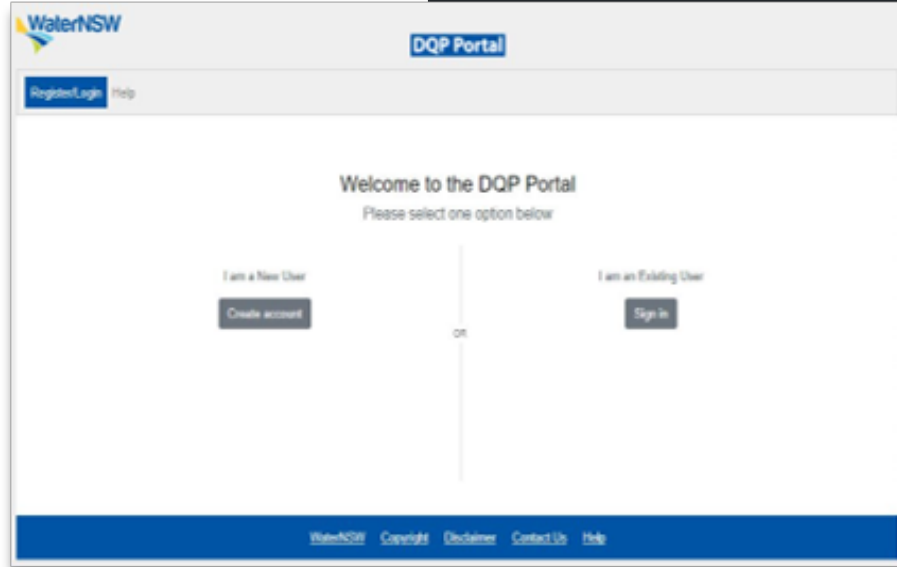 WaterNSW
DQP Portal
Register/Login Help
Welcome to the DQP Portal
Please select one option below
I am a New User
I am an Existing User
Create account
Sign in
OR
WaterNSW Copyright Disclaimer Contact Us Help